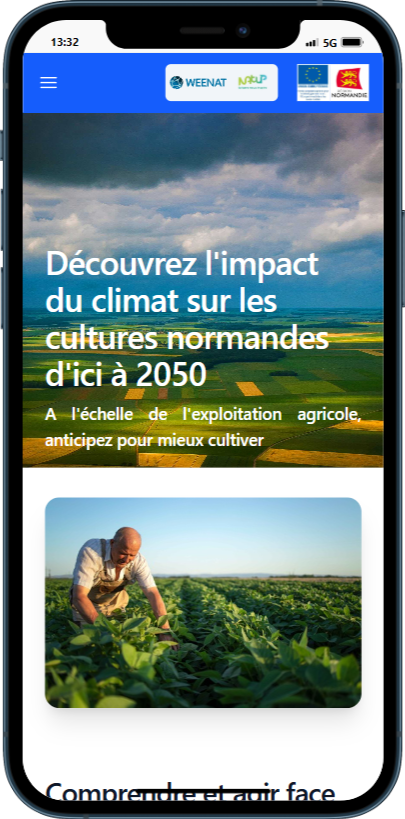 13:32
5G
WEENAT
NatUP
NORMANDIE
Découvrez l'impact
du climat sur les
cultures normandes
d'ici à 2050
A l'échelle de l'exploitation agricole,
anticipez pour mieux cultiver
Comprendre et agir face